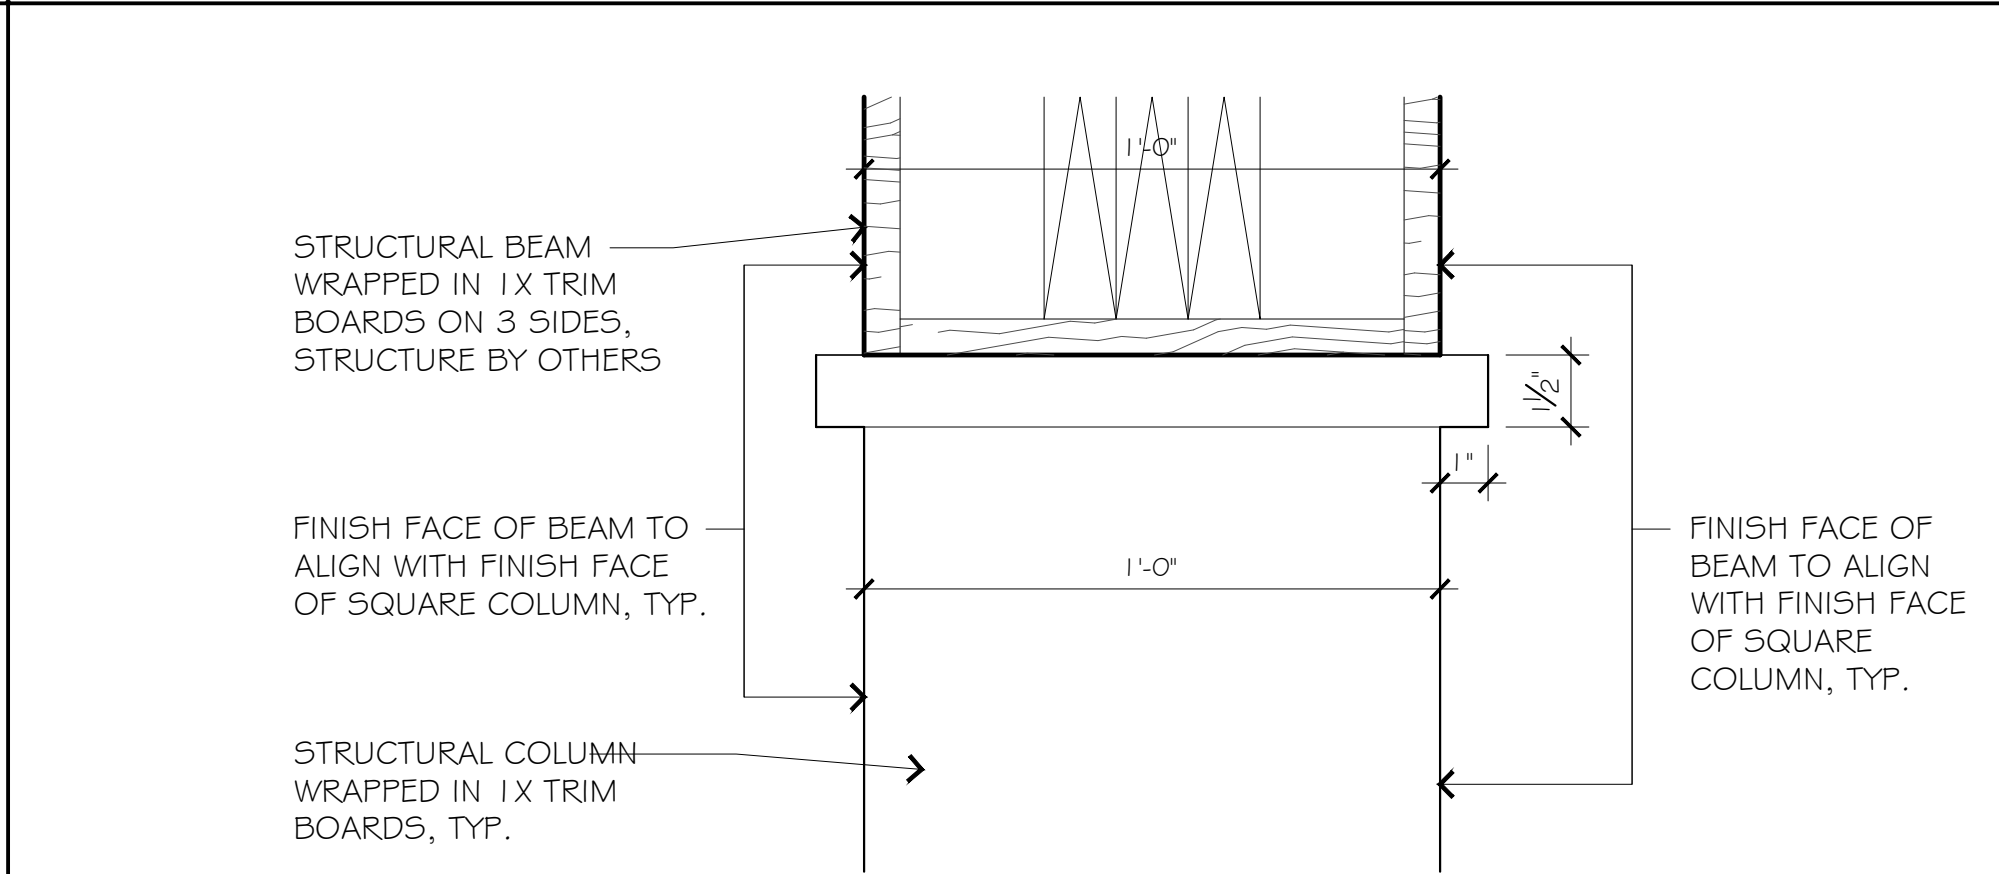 1'-0"
STRUCTURAL BEAM
WRAPPED IN 1X TRIM
BOARDS ON 3 SIDES,
STRUCTURE BY OTHERS
1 1/2"
1"
FINISH FACE OF BEAM TO
ALIGN WITH FINISH FACE
OF SQUARE COLUMN, TYP.
1'-0"
FINISH FACE OF
BEAM TO ALIGN
WITH FINISH FACE
OF SQUARE
COLUMN, TYP.
STRUCTURAL COLUMN
WRAPPED IN 1X TRIM
BOARDS, TYP.